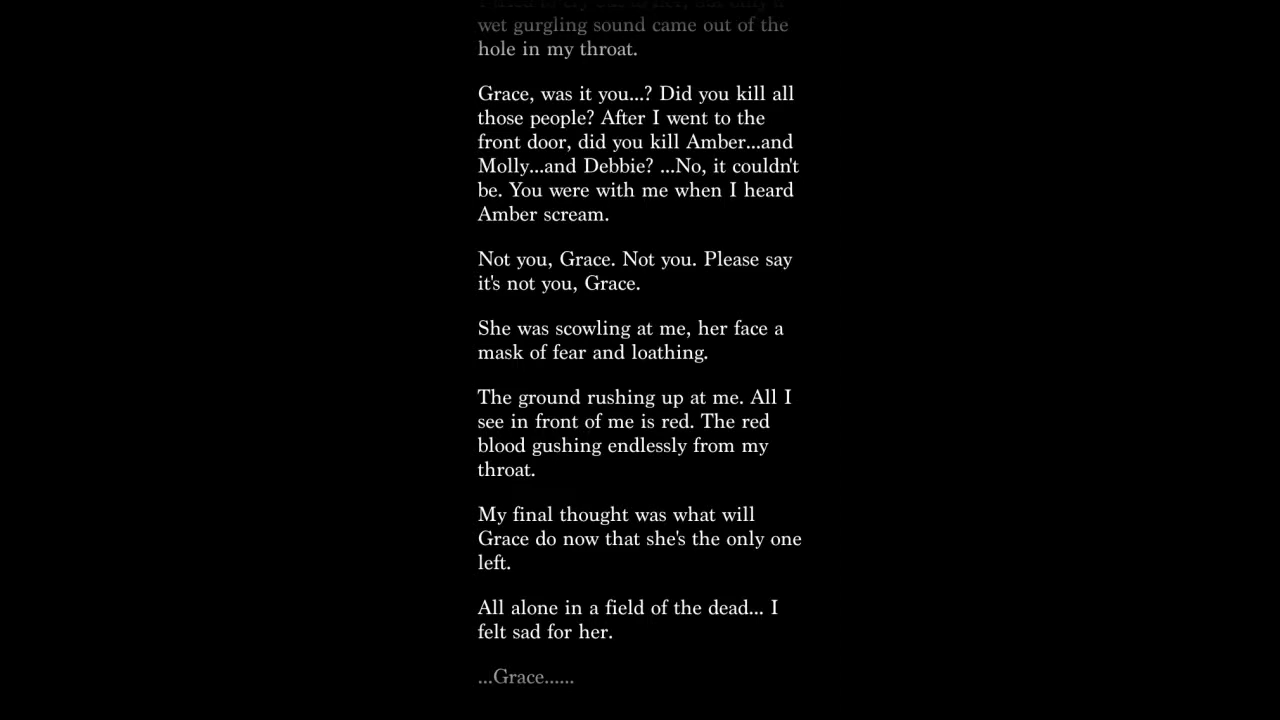 wet gurgling sound came out of the
hole in my throat.
Grace, was it you...? Did you kill all
those people? After I went to the
front door, did you kill Amber...and
Molly...and Debbie? ...No, it couldn't
be. You were with me when I heard
Amber scream.
Not you, Grace. Not you. Please say
it's not you, Grace.
She was scowling at me, her face a
mask of fear and loathing.
The ground rushing up at me. All I
see in front of me is red. The red
blood gushing endlessly from my
throat.
My final thought was what will
Grace do now that she's the only one
left.
All alone in a field of the dead... I
felt sad for her.
...Grace......